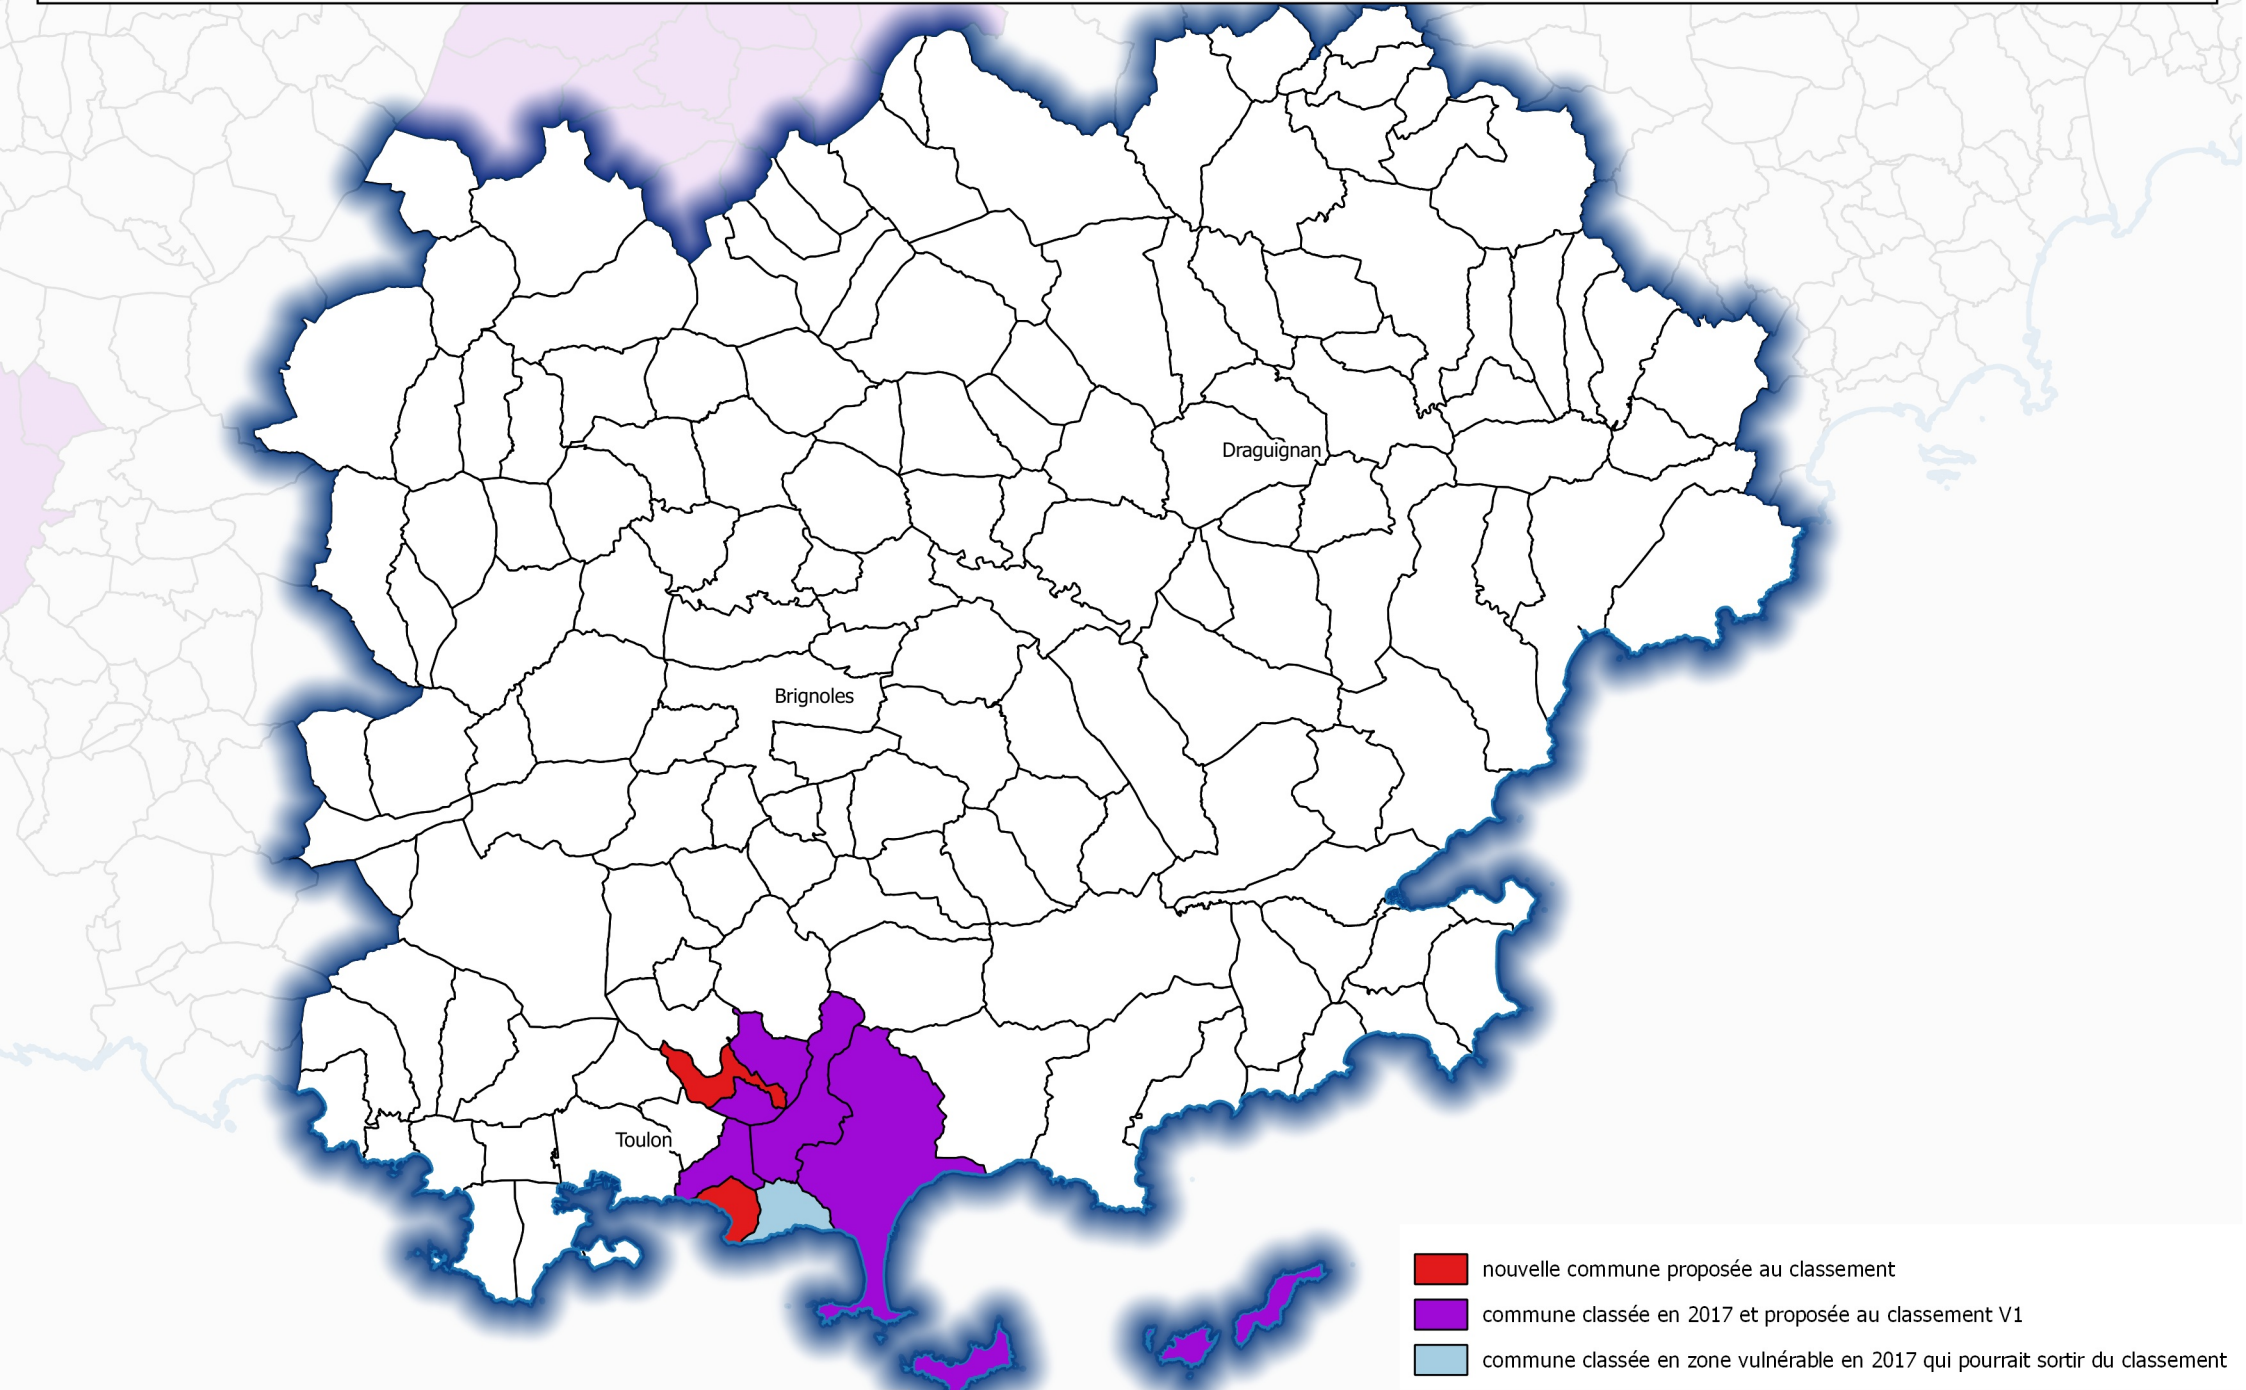 Draguignan
Brignoles
Toulon
nouvelle commune proposée au classement
commune classée en 2017 et proposée au classement V1
commune classée en zone vulnérable en 2017 qui pourrait sortir du classement